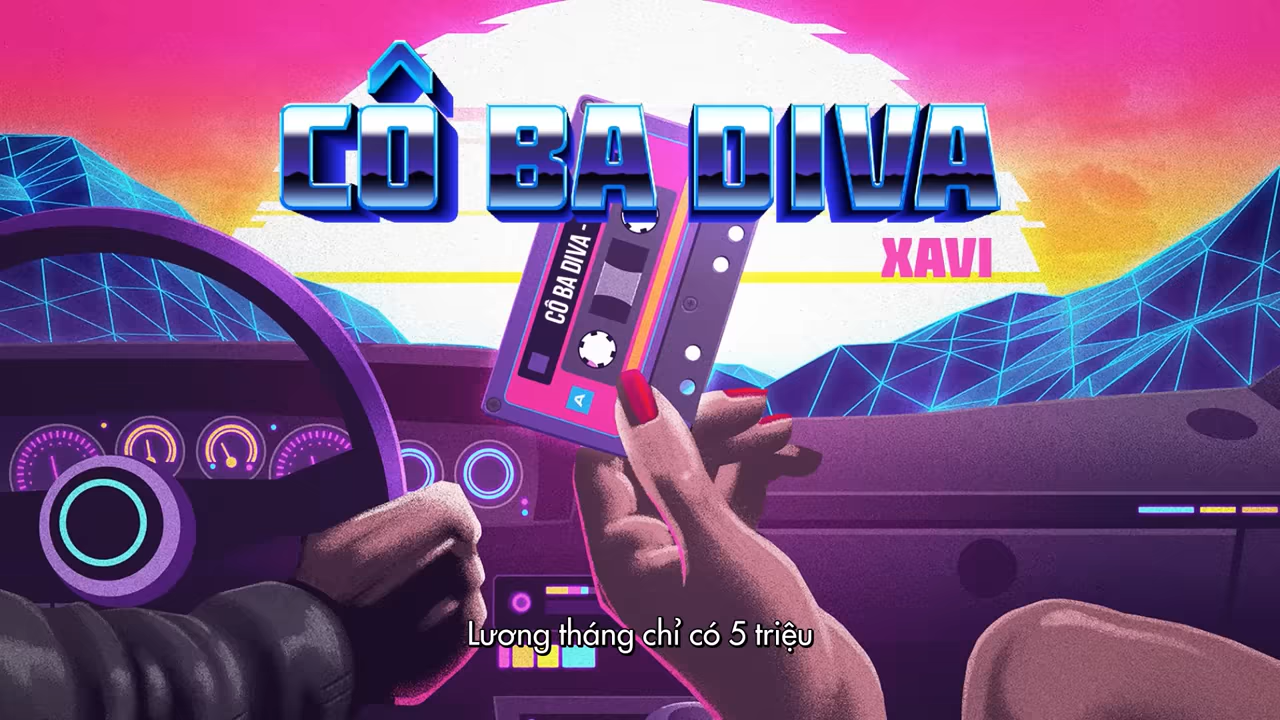 CÔ BA DIVA
XAVI
CÔ BA DIVA -
A
Lương tháng chỉ có 5 triệu